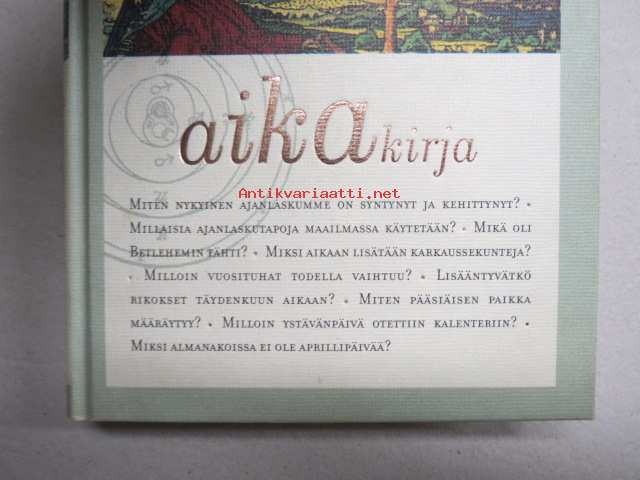 aikakirja
Antikvariaatti.net
MITEN NYKYINEN AJANLASKUMME ON SYNTYNYT JA KEHITTYNYT? •
MILLAISIA AJANLASKUTAPOJA MAAILMASSA KÄYTETÄÄN? • MIKÄ OLI
BETLEHEMIN TÄHTI? • MIKSI AIKAAN LISÄTÄÄN KARKAUSSEKUNTEJA?
• MILLOIN VUOSITUHAT TODELLA VAIHTUU? • LISÄÄNTYVÄTKÖ
RIKOKSET TÄYDENKUUN AIKAAN? • MITEN PÄÄSIÄISEN PAIKKA
MÄÄRÄYTYY? • MILLOIN YSTÄVÄNPÄIVÄ OTETTIIN KALENTERIIN? •
MIKSI ALMANAKOISSA EI OLE APRILLIPÄIVÄÄ?